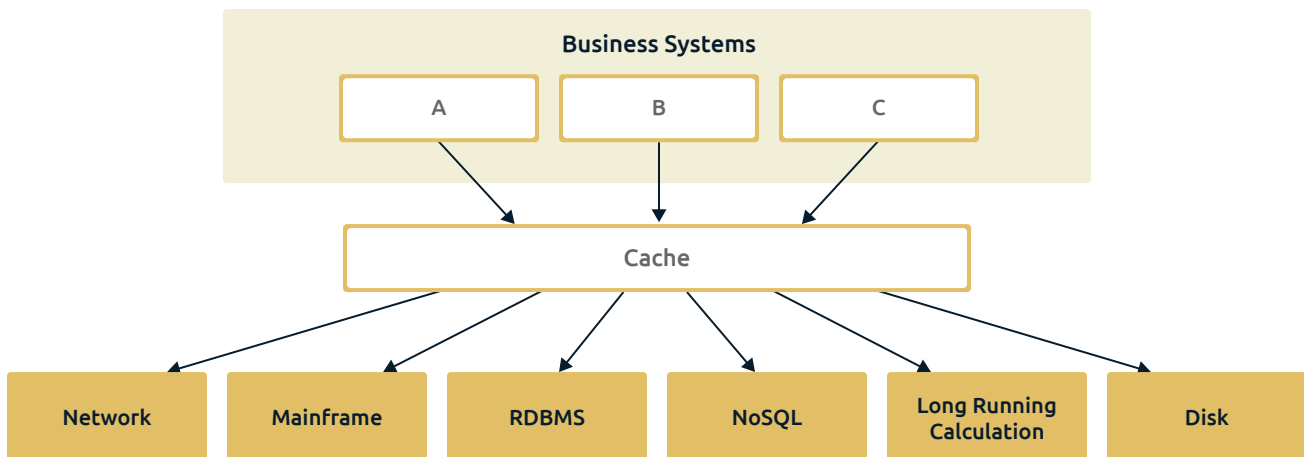 Business Systems
A
B
C
Cache
Network
Mainframe
RDBMS
NoSQL
Long Running
Calculation
Disk